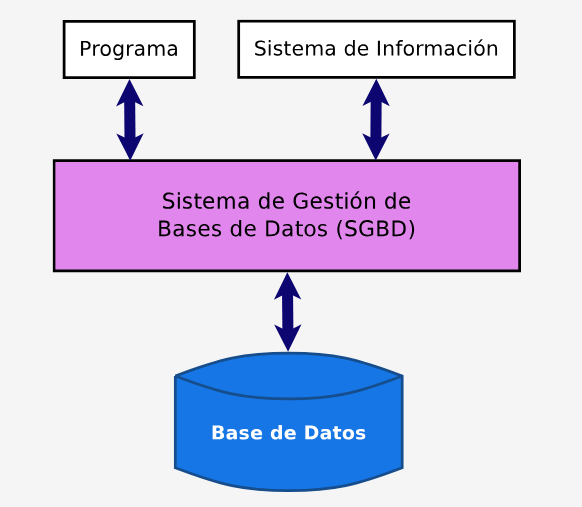 Programa
Sistema de Información
Sistema de Gestión de
Bases de Datos (SGBD)
Base de Datos